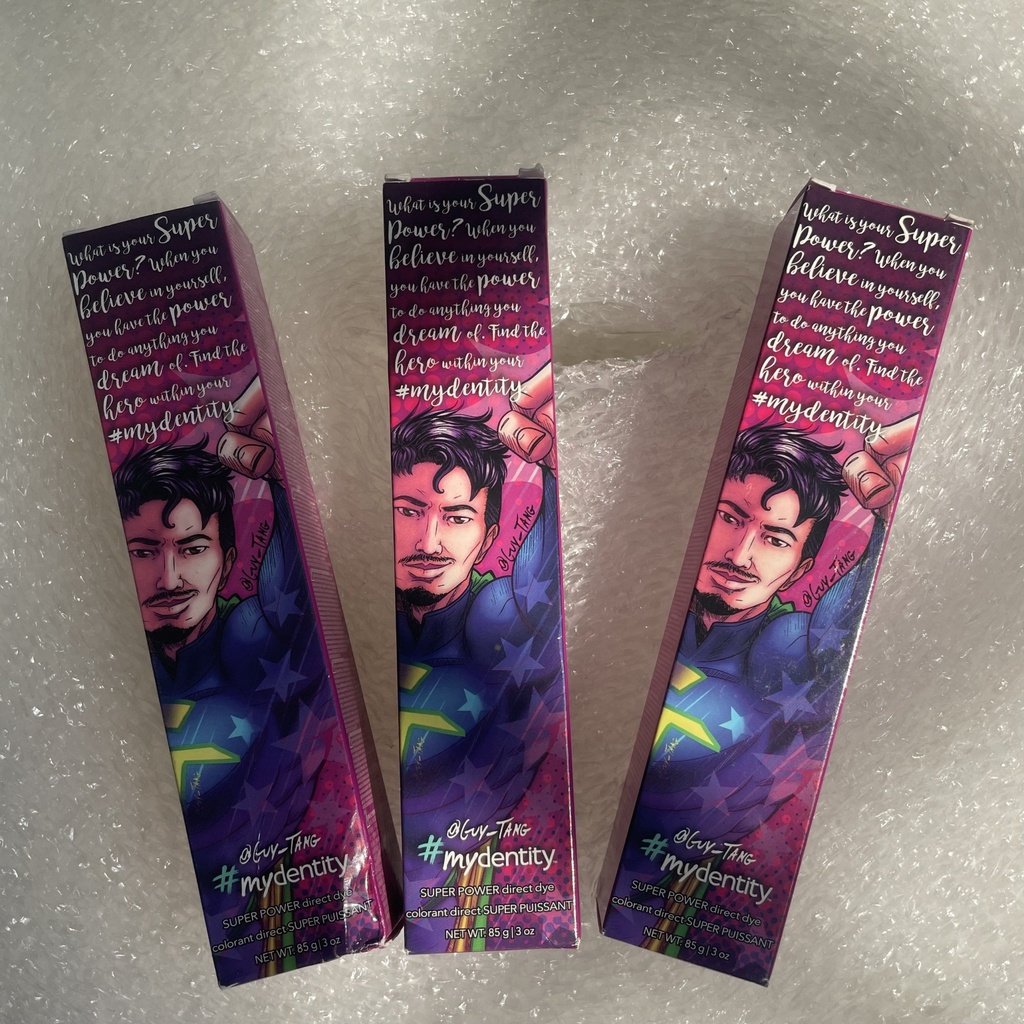 What is your Super
Power? When you
believe in yourself,
you have the power
to do anything you
dream of. Find the
hero within your
#mydentity
@Guy_Tang
@Guy_Tang
#mydentity
SUPER POWER direct dye
colorant direct SUPER PUISSANT
NET WT. 85 g | 3 oz
What is your Super
Power? When you
believe in yourself,
you have the power
to do anything you
dream of. Find the
hero within your
#mydentity
@Guy_Tang
@Guy_Tang
#mydentity
SUPER POWER direct dye
colorant direct SUPER PUISSANT
NET WT. 85 g | 3 oz
What is your Super
Power? When you
believe in yourself,
you have the power
to do anything you
dream of. Find the
hero within your
#mydentity
@Guy_Tang
@Guy_Tang
#mydentity
SUPER POWER direct dye
colorant direct SUPER PUISSANT
NET WT. 85 g | 3 oz